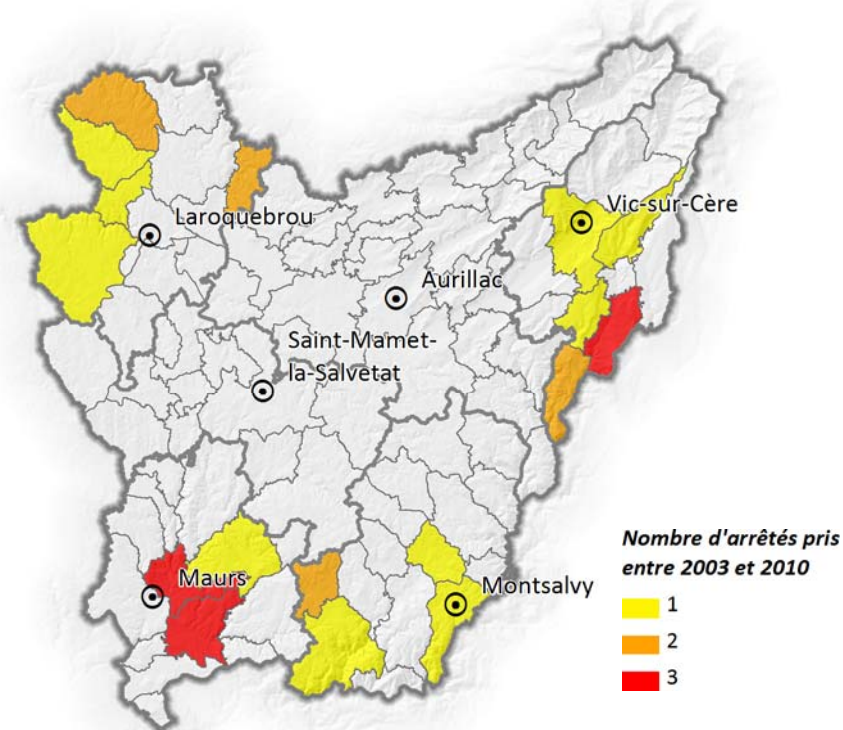 Laroquebrou
Vic-sur-Cère
Aurillac
Saint-Mamet-
la-Salvetat
Maurs
Montsalvy
Nombre d'arrêtés pris
entre 2003 et 2010
1
2
3